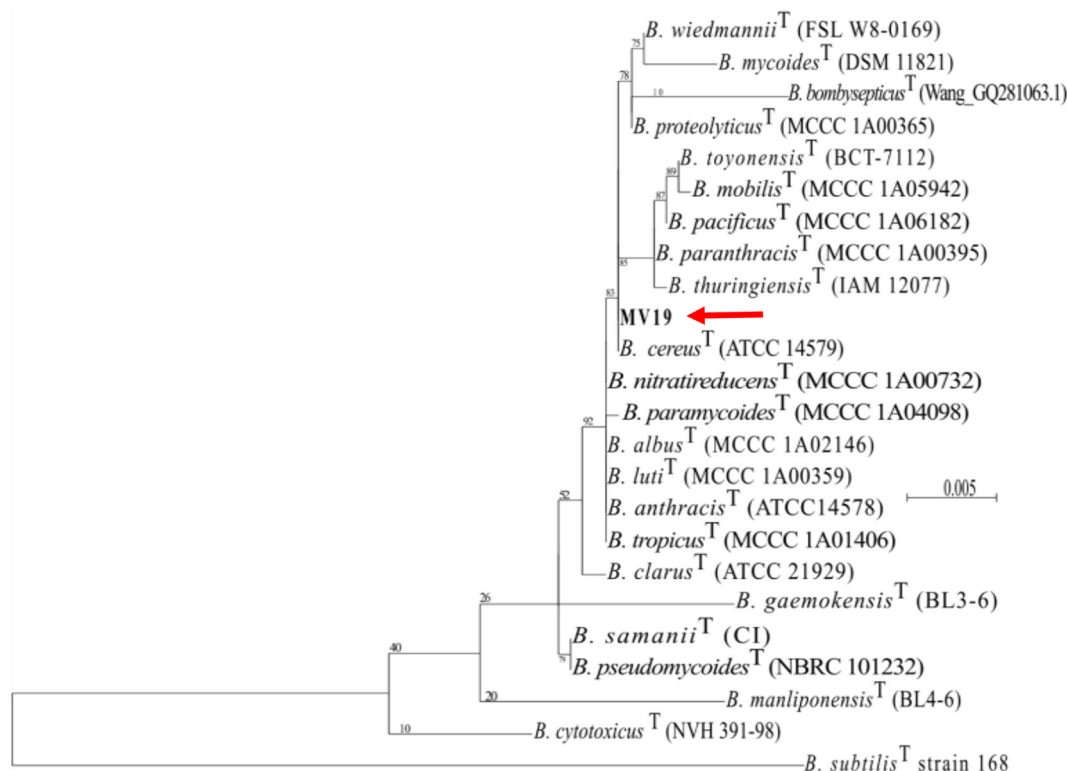 75
B. wiedmannii T (FSL W8-0169)
B. mycoides T (DSM 11821)
78
10
B. bombysepticus T (Wang_GQ281063.1)
B. proteolyticus T (MCCC 1A00365)
B. toyonensis T (BCT-7112)
89
B. mobilis T (MCCC 1A05942)
87
B. pacificus T (MCCC 1A06182)
B. paranthracis T (MCCC 1A00395)
85
B. thuringiensis T (IAM 12077)
83
MV19
B. cereus T (ATCC 14579)
B. nitratireducens T (MCCC 1A00732)
B. paramycoides T (MCCC 1A04098)
92
B. albus T (MCCC 1A02146)
B. luti T (MCCC 1A00359)
0.005
52
B. anthracis T (ATCC14578)
B. tropicus T (MCCC 1A01406)
B. clarus T (ATCC 21929)
26
B. gaemokensis T (BL3-6)
B. samanii T (CI)
40
79
B. pseudomycoides T (NBRC 101232)
20
B. manliponensis T (BL4-6)
10
B. cytotoxicus T (NVH 391-98)
B. subtilis T strain 168